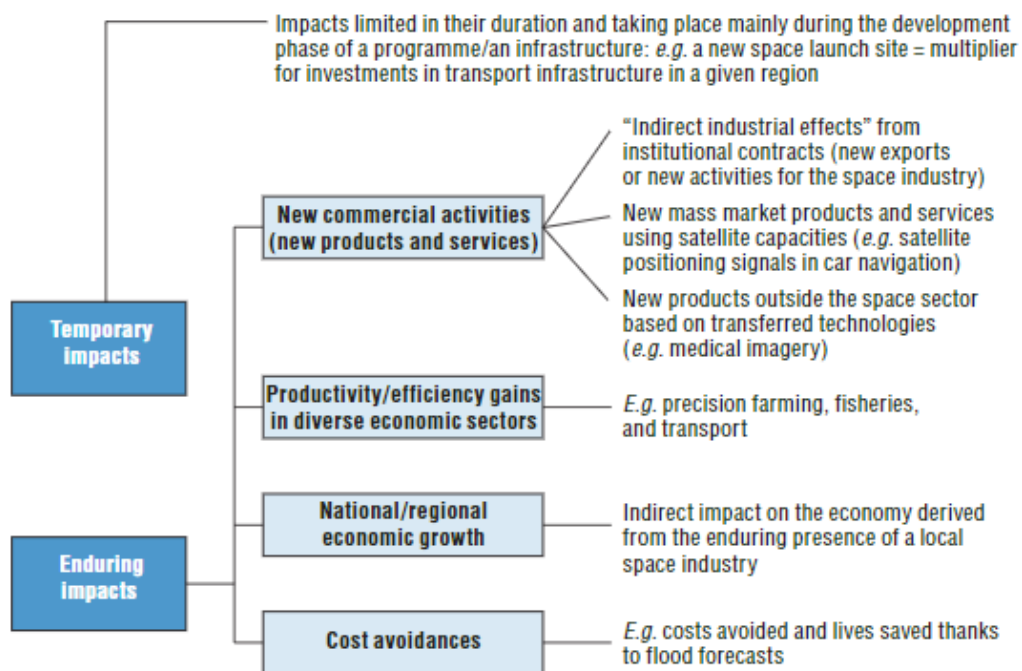 Impacts limited in their duration and taking place mainly during the development
phase of a programme/an infrastructure: e.g. a new space launch site = multiplier
for investments in transport infrastructure in a given region
“Indirect industrial effects” from
institutional contracts (new exports
or new activities for the space industry)
New commercial activities
(new products and services)
New mass market products and services
using satellite capacities (e.g. satellite
positioning signals in car navigation)
New products outside the space sector
based on transferred technologies
(e.g. medical imagery)
Temporary
impacts
Productivity/efficiency gains
in diverse economic sectors
E.g. precision farming, fisheries,
and transport
National/regional
economic growth
Indirect impact on the economy derived
from the enduring presence of a local
space industry
Enduring
impacts
Cost avoidances
E.g. costs avoided and lives saved thanks
to flood forecasts